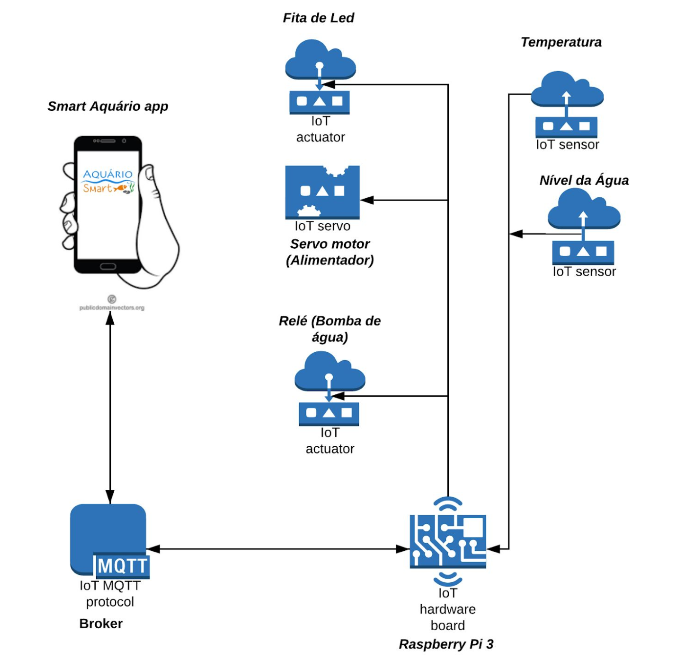 Fita de Led
IoT
actuator
Temperatura
IoT sensor
Smart Aquário app
AQUÁRIO
Smart
publicdomainvectors.org
IoT servo
Servo motor
(Alimentador)
Nível da Água
IoT sensor
Relé (Bomba de
água)
IoT
actuator
MQTT
IoT MQTT
protocol
Broker
IoT
hardware
board
Raspberry Pi 3